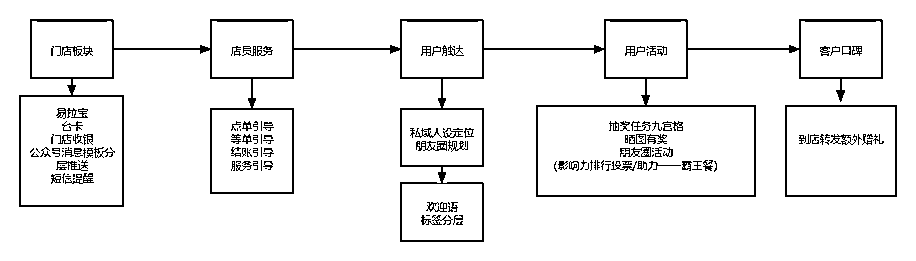 门店板块
店员服务
用户触达
用户活动
客户口碑
易拉宝
台卡
门店收银
公众号消息模板分
层推送
短信提醒
点单引导
等单引导
结账引导
服务引导
私域人设定位
朋友圈规划
欢迎语
标签分层
抽奖任务九宫格
晒图有奖
朋友圈活动
(影响力排行投票/助力——霸王餐)
到店转发额外婚礼